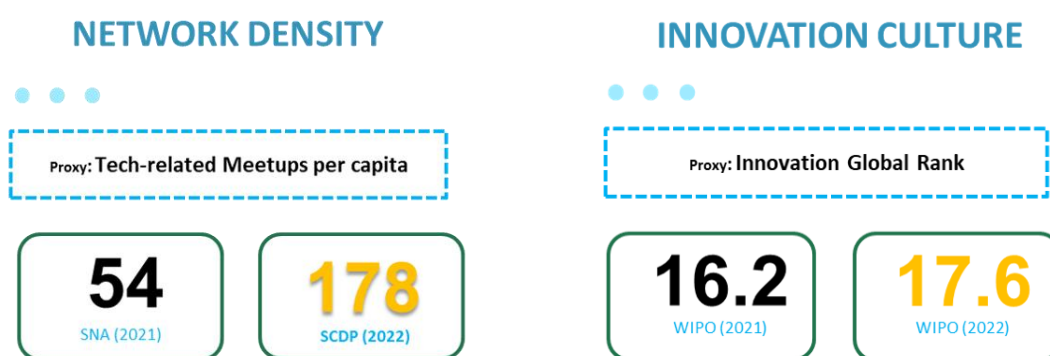 NETWORK DENSITY
Proxy: Tech-related Meetups per capita
54
SNA (2021)
178
SCDP (2022)
INNOVATION CULTURE
Proxy: Innovation Global Rank
16.2
WIPO (2021)
17.6
WIPO (2022)